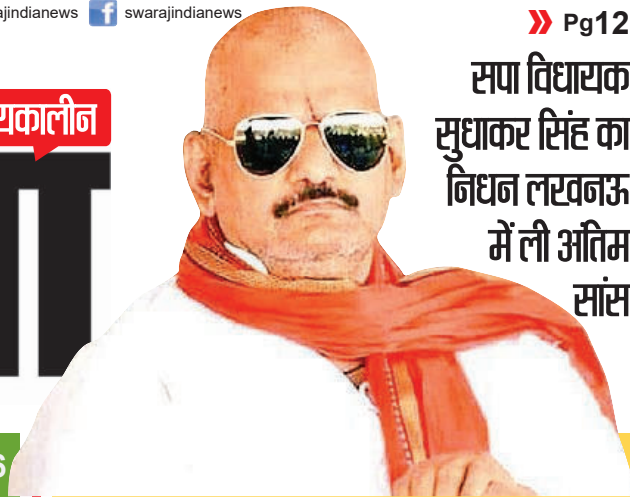 ajindianews swarajindianews
Pg12
सपा विधायक
सुधाकर सिंह का
निधन लखनऊ
में ली अंतिम
सांस
यकालीन